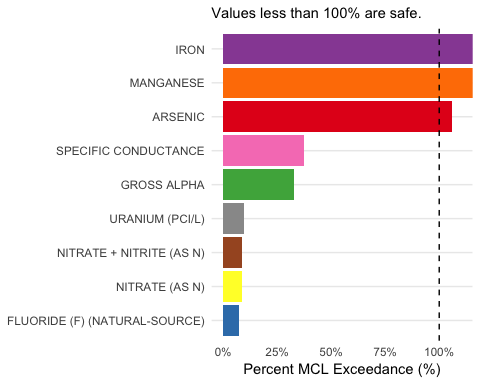 Values less than 100% are safe.
IRON
MANGANESE
ARSENIC
SPECIFIC CONDUCTANCE
GROSS ALPHA
URANIUM (PCI/L)
NITRATE + NITRITE (AS N)
NITRATE (AS N)
FLUORIDE (F) (NATURAL-SOURCE)
0% 25% 50% 75% 100%
Percent MCL Exceedance (%)